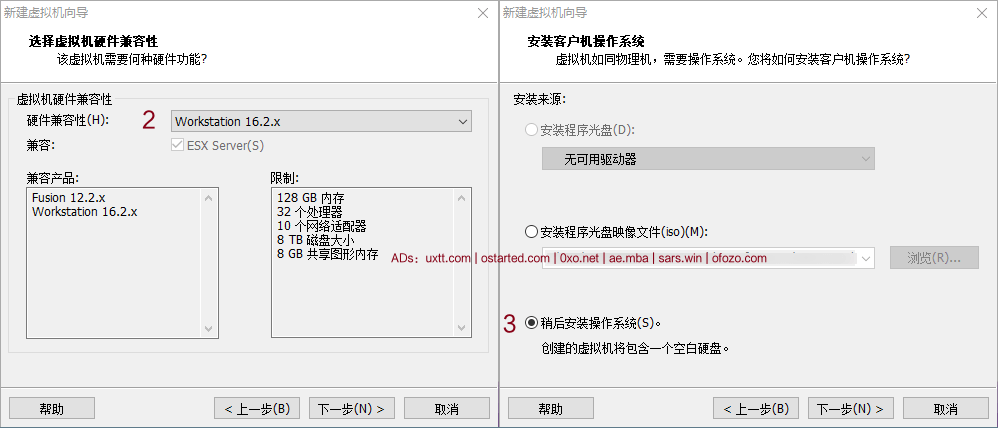 新建虚拟机向导
选择虚拟机硬件兼容性
该虚拟机需要何种硬件功能?
虚拟机硬件兼容性
硬件兼容性(H):
2
Workstation 16.2.x
兼容:
ESX Server(S)
兼容产品:
Fusion 12.2.x
Workstation 16.2.x
限制:
128 GB 内存
32 个处理器
10 个网络适配器
8 TB 磁盘大小
8 GB 共享图形内存
帮助
< 上一步(B)
下一步(N) >
取消
新建虚拟机向导
安装客户机操作系统
虚拟机如同物理机，需要操作系统。您将如何安装客户机操作系统?
安装来源:
安装程序光盘(D):
无可用驱动器
安装程序光盘映像文件(iso)(M):
ADs：uxtt.com | ostarted.com | 0xo.net | ae.mba | sars.win | ofozo.com
浏览(R)...
3
稍后安装操作系统(S)。
创建的虚拟机将包含一个空白硬盘。
帮助
< 上一步(B)
下一步(N) >
取消